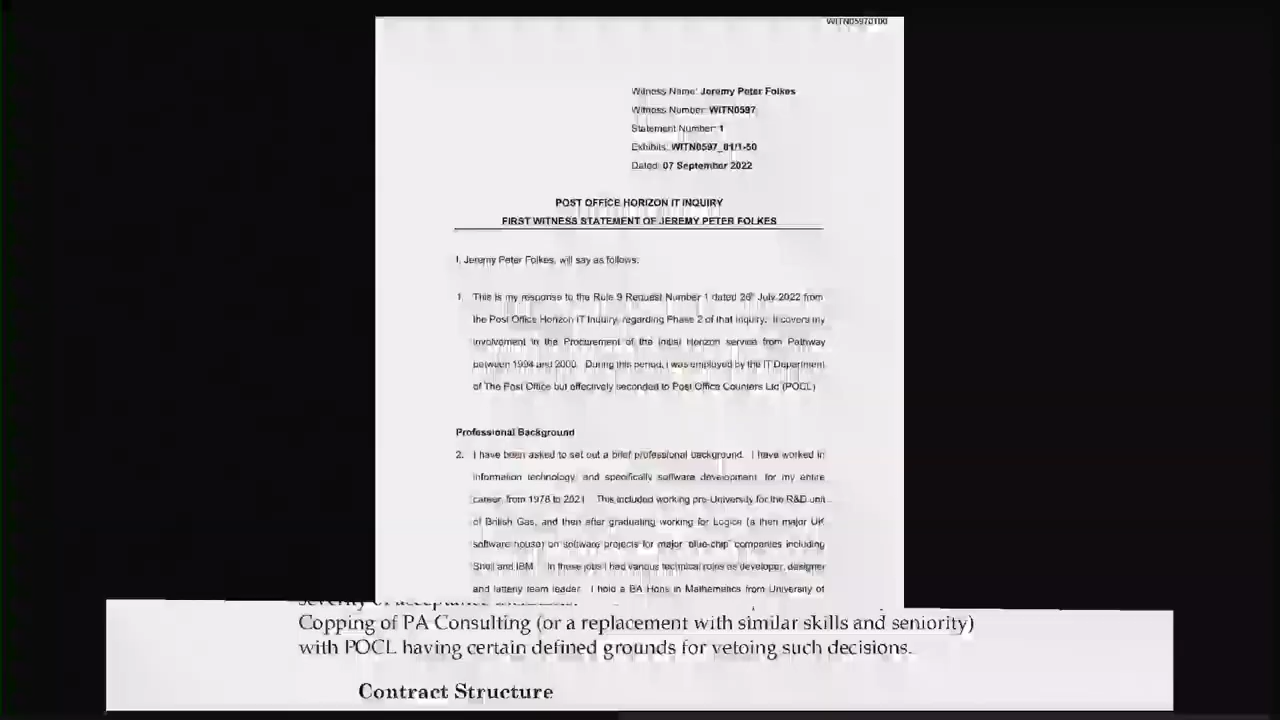 WITN05970100
Witness Name: Jeremy Peter Folkes
Witness Number: WITN0597
Statement Number: 1
Exhibits: WITN0597_01/1-50
Dated: 07 September 2022
POST OFFICE HORIZON IT INQUIRY
FIRST WITNESS STATEMENT OF JEREMY PETER FOLKES
I, Jeremy Peter Folkes, will say as follows:
1. This is my response to the Rule 9 Request Number 1 dated 26th July 2022 from
the Post Office Horizon IT Inquiry, regarding Phase 2 of that Inquiry. It covers my
involvement in the Procurement of the initial Horizon service from Pathway
between 1994 and 2000. During this period, I was employed by the IT Department
of The Post Office but effectively seconded to Post Office Counters Ltd (POCL)
Professional Background
2. I have been asked to set out a brief professional background. I have worked in
information technology, and specifically software development, for my entire
career, from 1978 to 2021. This included working pre-University for the R&D unit
of British Gas, and then after graduating working for Logica (a then major UK
software house) on software projects for major "blue-chip" companies including
Shell and IBM. In these jobs I had various technical roles as developer, designer
and latterly team leader. I hold a BA Hons in Mathematics from University of
severity of acceptance
Copping of PA Consulting (or a replacement with similar skills and seniority)
with POCL having certain defined grounds for vetoing such decisions.
Contract Structure